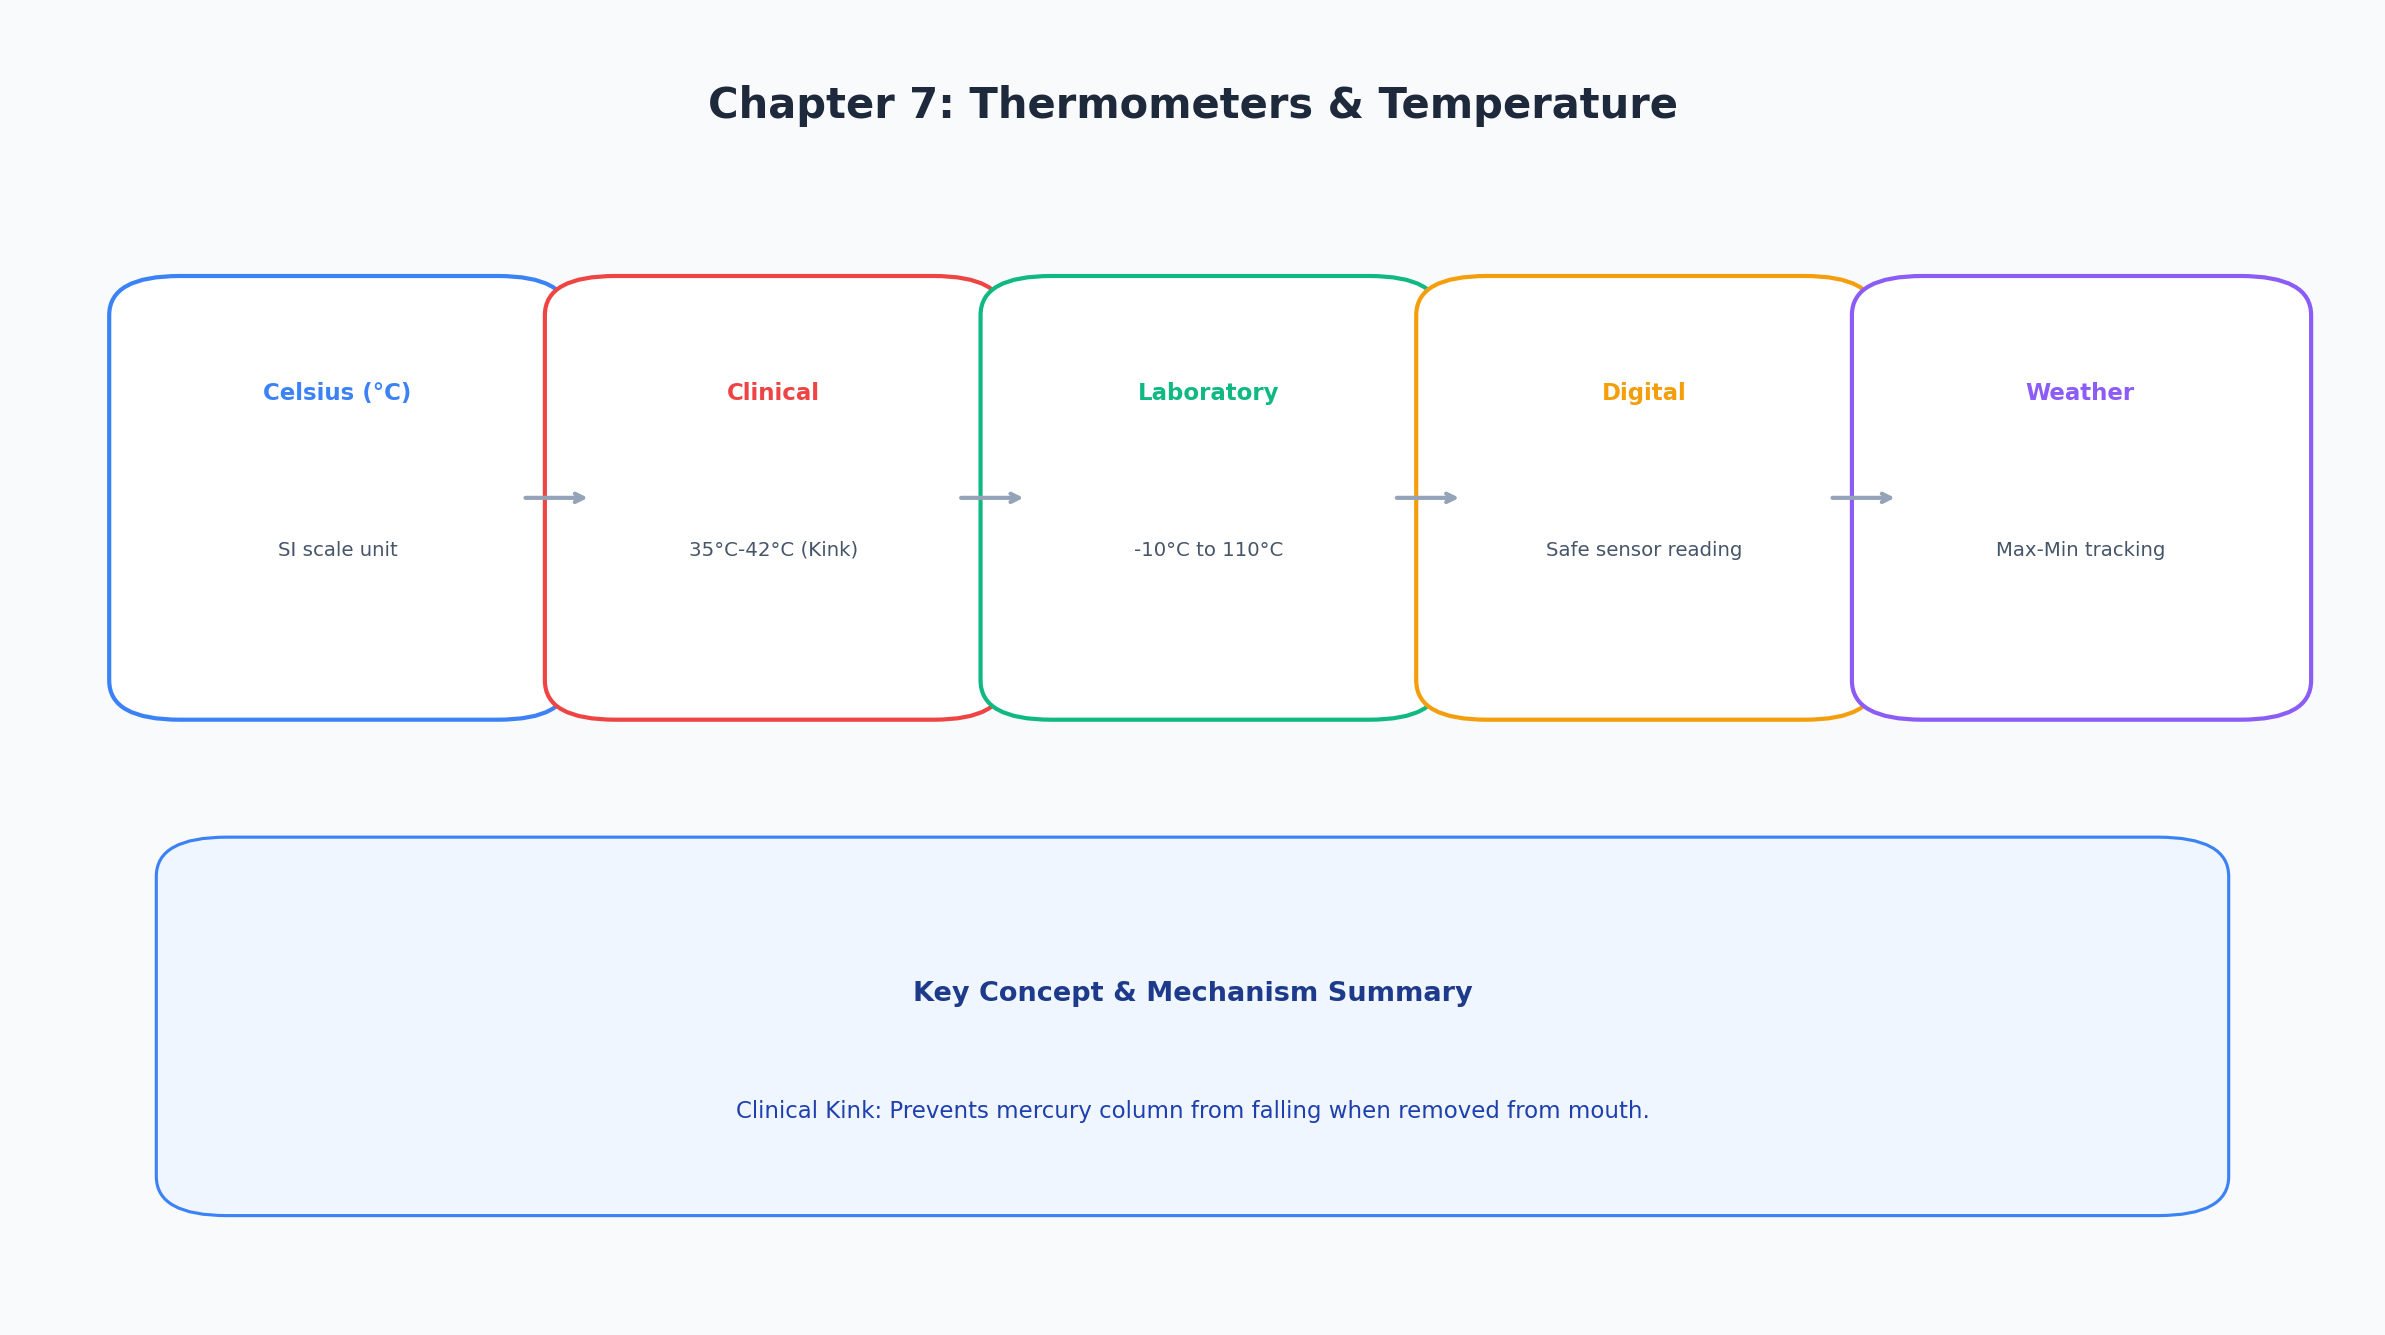 Chapter 7: Thermometers & Temperature
Celsius (°C)
SI scale unit
Clinical
35°C-42°C (Kink)
Laboratory
-10°C to 110°C
Digital
Safe sensor reading
Weather
Max-Min tracking
Key Concept & Mechanism Summary
Clinical Kink: Prevents mercury column from falling when removed from mouth.